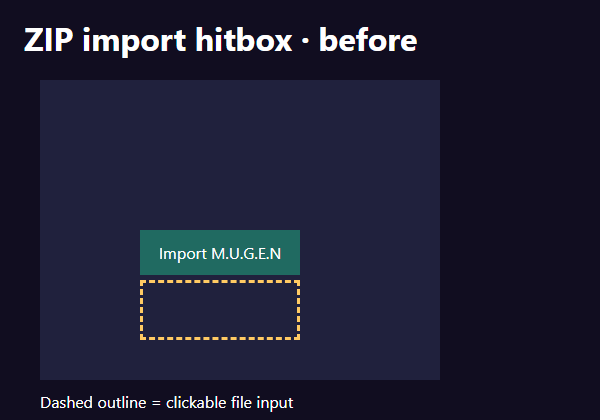 ZIP import hitbox · before
Import M.U.G.E.N
Dashed outline = clickable file input